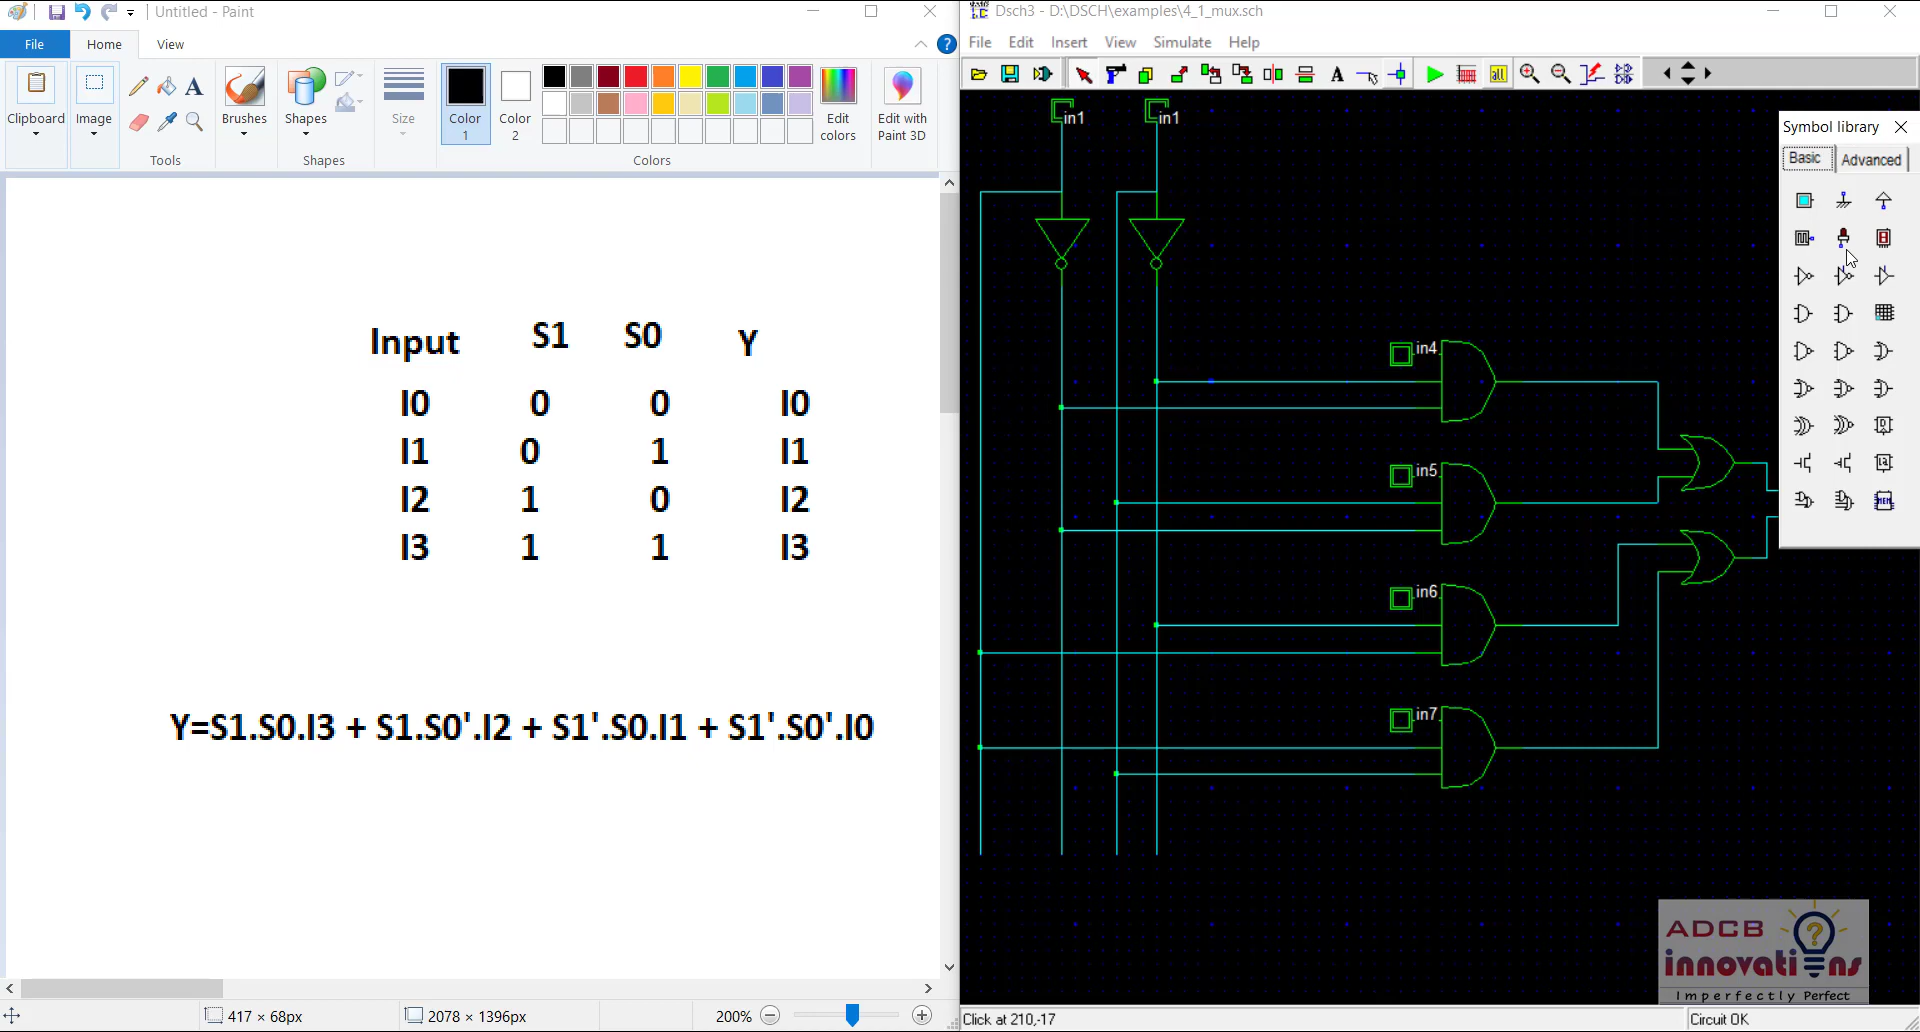 Untitled - Paint
File Home View
Clipboard
Image
Tools
Brushes
Shapes
Shapes
Size
Color 1
Color 2
Edit colors
Colors
Edit with Paint 3D
Input S1 S0 Y
I0 0 0 I0
I1 0 1 I1
I2 1 0 I2
I3 1 1 I3
Y=S1.S0.I3 + S1.S0'.I2 + S1'.S0.I1 + S1'.S0'.I0
417 × 68px
2078 × 1396px
200%
Dsch3 - D:\DSCH\examples\4_1_mux.sch
File Edit Insert View Simulate Help
A
all
in1
in1
in4
in5
in6
in7
Symbol library
Basic Advanced
MEM
ADCB
innovations
Imperfectly Perfect
Click at 210,-17
Circuit OK